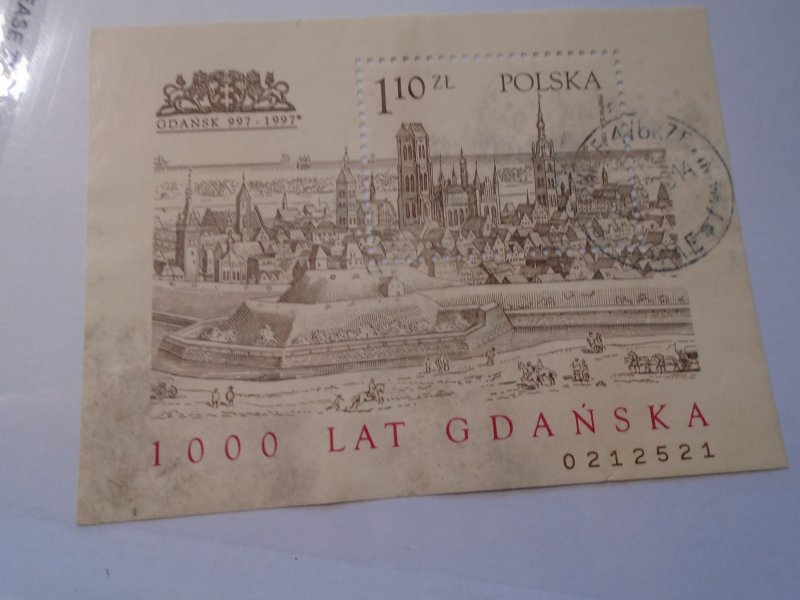 GDAŃSK 997 - 1997
1 10 ZŁ
POLSKA
1000 LAT GDAŃSKA
0212521